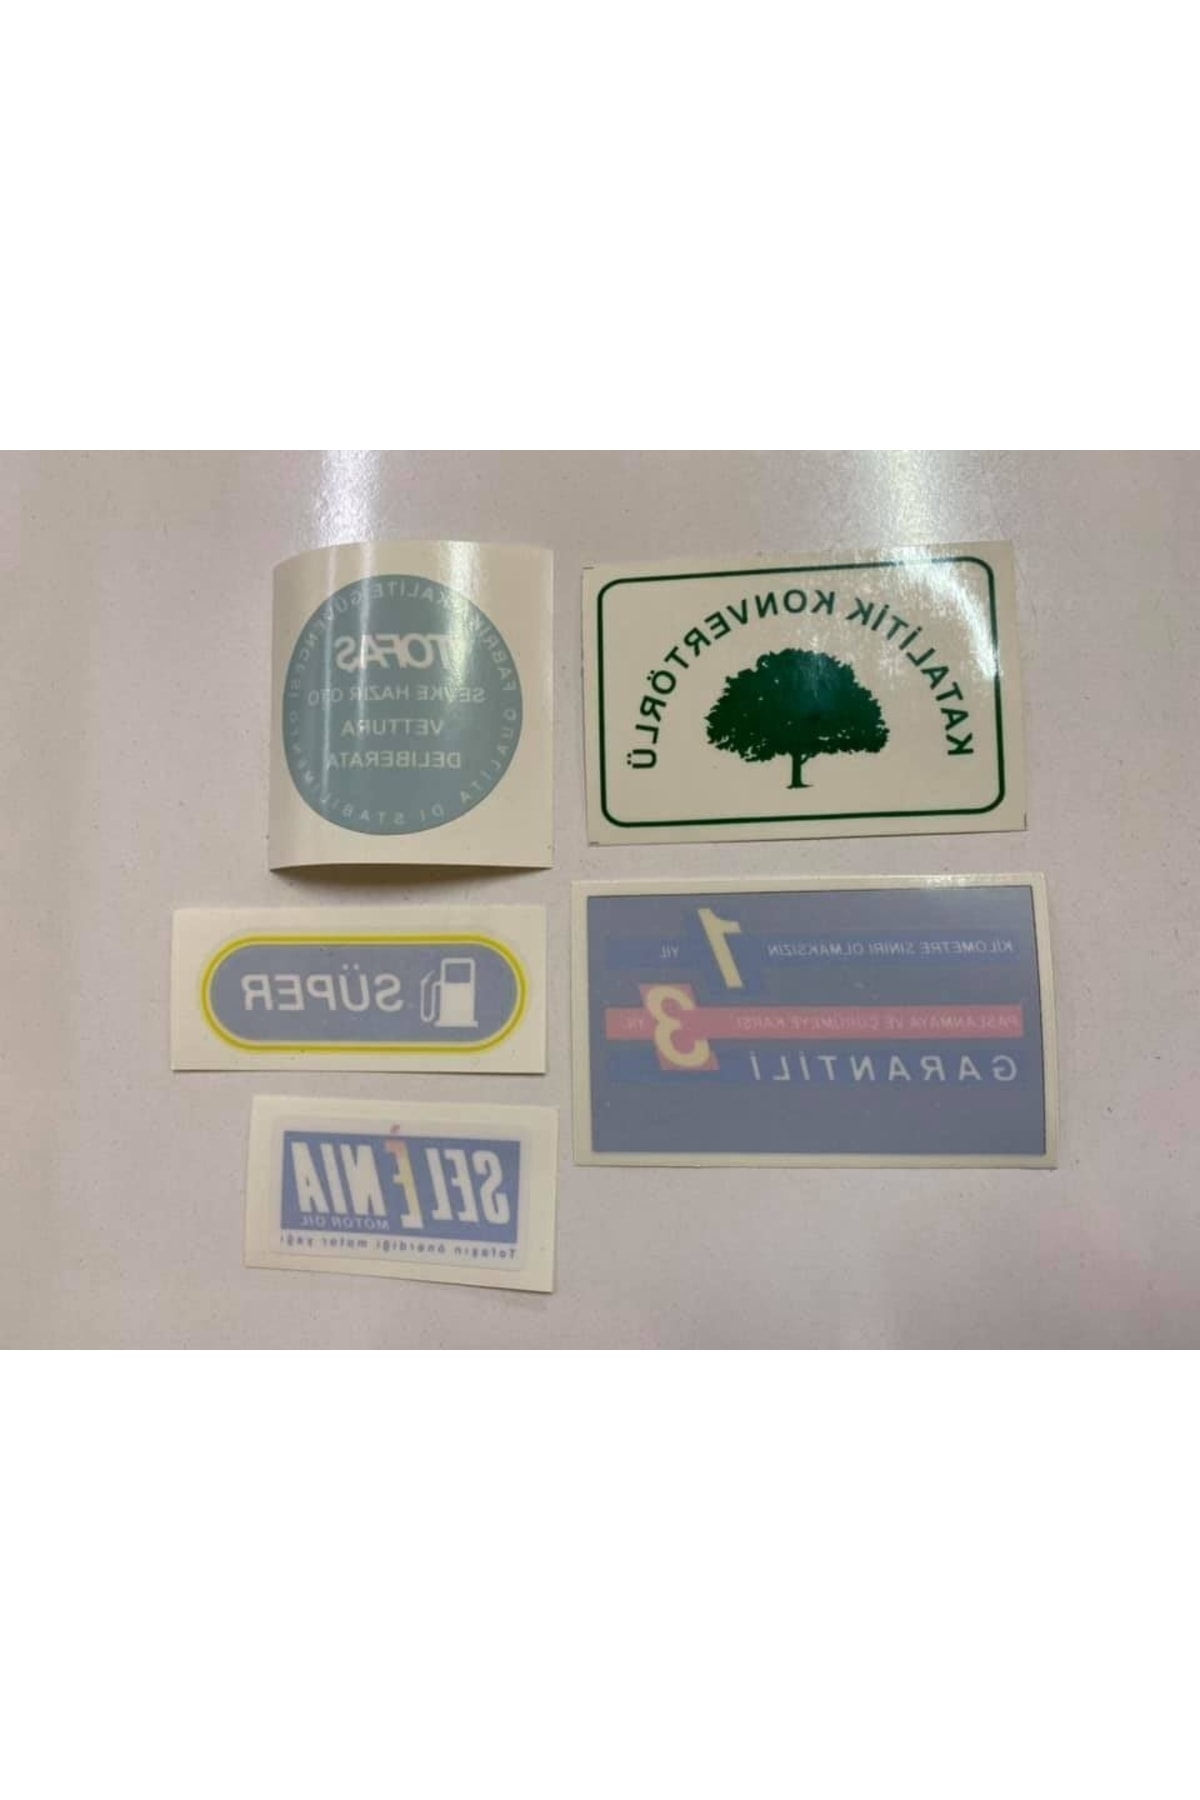 FABRİKA KALİTE GÜVENCESİ
TOFAŞ
SEVKE HAZIR OTO
VETTURA
DELIBERATA
QUALITA DI STABILIMENTO
KATALİTİK KONVERTÖRLÜ
SÜPER
KİLOMETRE SINIRI OLMAKSIZIN 1 YIL
PASLANMAYA VE ÇÜRÜMEYE KARŞI 3 YIL
GARANTİLİ
SELÉNIA
MOTOR OIL
Tofaşın önerdiği motor yağı